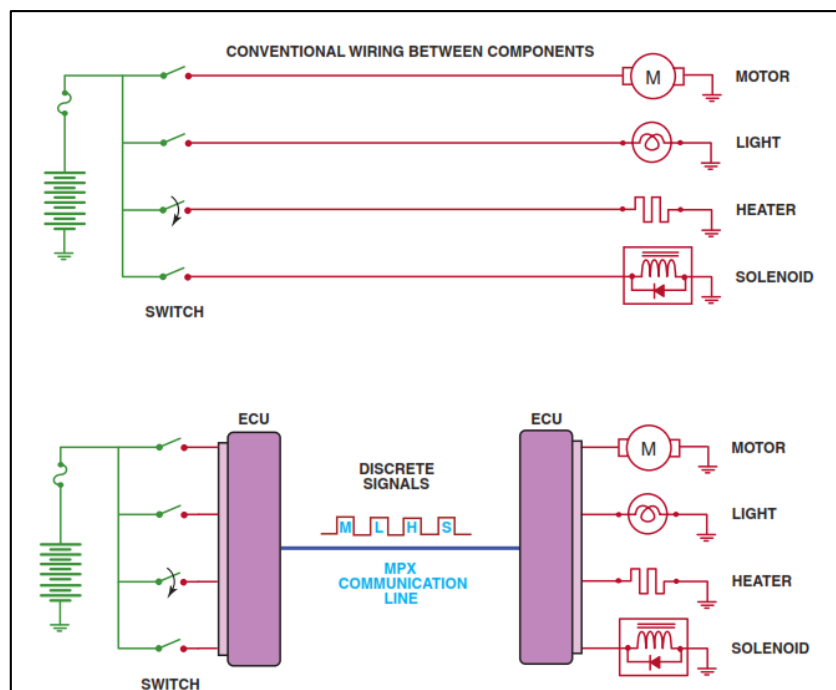 CONVENTIONAL WIRING BETWEEN COMPONENTS
M
MOTOR
LIGHT
HEATER
SOLENOID
SWITCH
ECU
ECU
DISCRETE
SIGNALS
M L H S
MPX
COMMUNICATION
LINE
M
MOTOR
LIGHT
HEATER
SOLENOID
SWITCH